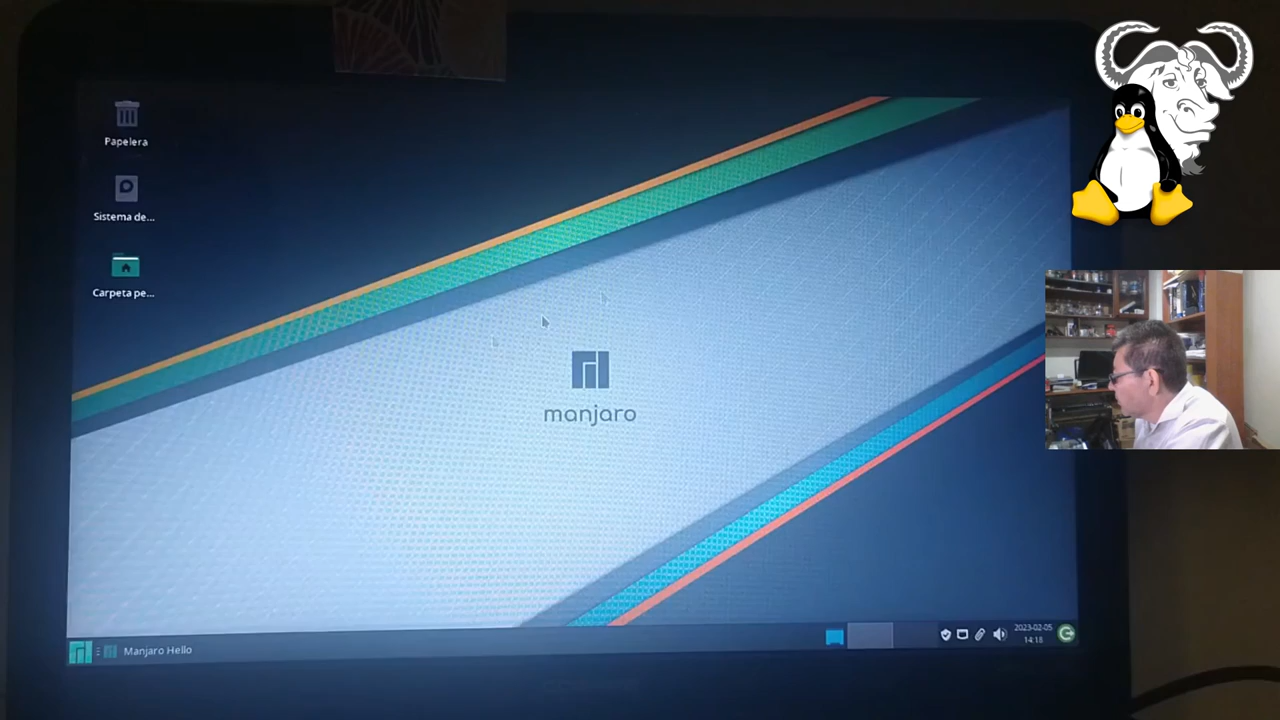 Papelera
Sistema de...
Carpeta pe...
manjaro
Manjaro Hello
2023-02-05
14:18